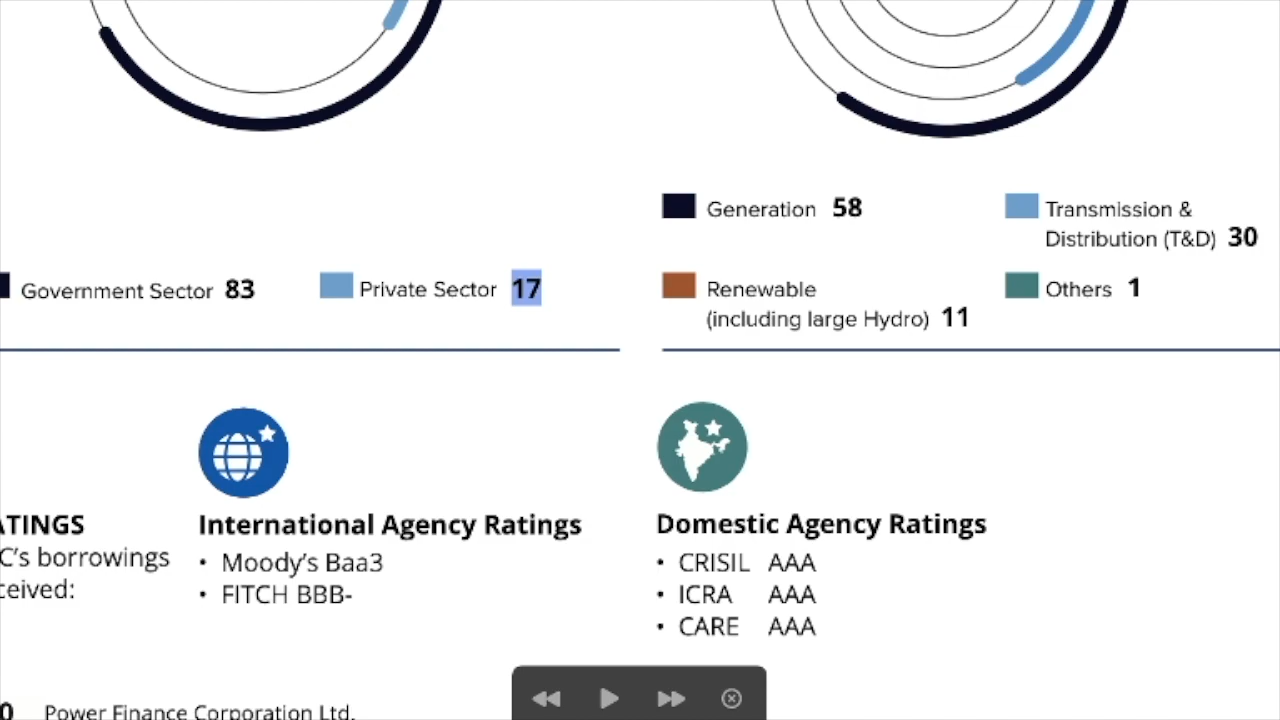 Generation 58
Transmission &
Distribution (T&D) 30
Government Sector 83
Private Sector 17
Renewable
(including large Hydro) 11
Others 1
ATINGS
C's borrowings
ceived:
International Agency Ratings
• Moody's Baa3
• FITCH BBB-
Domestic Agency Ratings
• CRISIL AAA
• ICRA AAA
• CARE AAA
0 Power Finance Corporation Ltd.